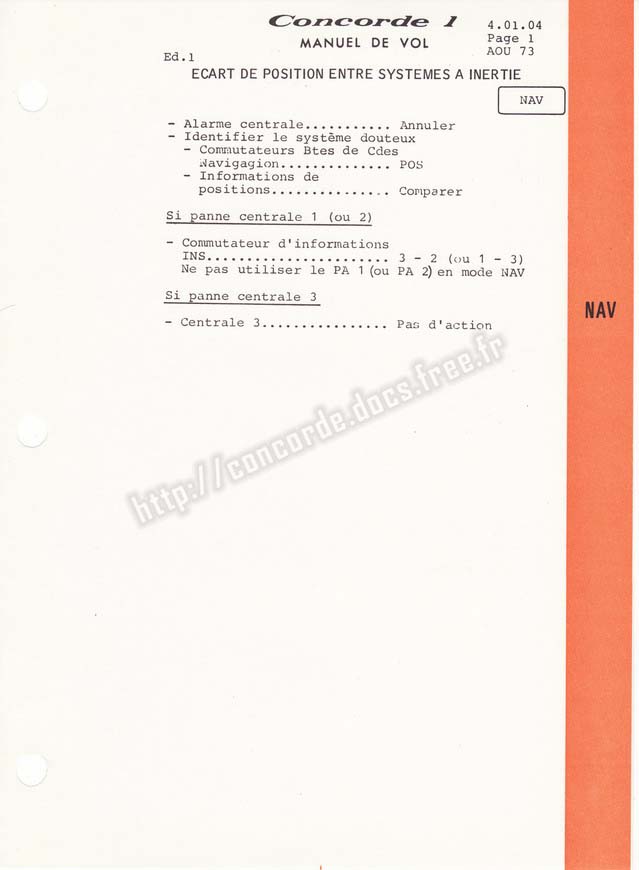 Concorde 1
4.01.04
MANUEL DE VOL
Page 1
AOU 73
Ed.1
ECART DE POSITION ENTRE SYSTEMES A INERTIE
NAV
- Alarme centrale........... Annuler
- Identifier le système douteux
- Commutateurs Btes de Cdes
Navigagion.............. POS
- Informations de
positions............... Comparer
Si panne centrale 1 (ou 2)
- Commutateur d'informations
INS....................... 3 - 2 (ou 1 - 3)
Ne pas utiliser le PA 1 (ou PA 2) en mode NAV
Si panne centrale 3
NAV
- Centrale 3................ Pas d'action
http://concorde.docs.free.fr